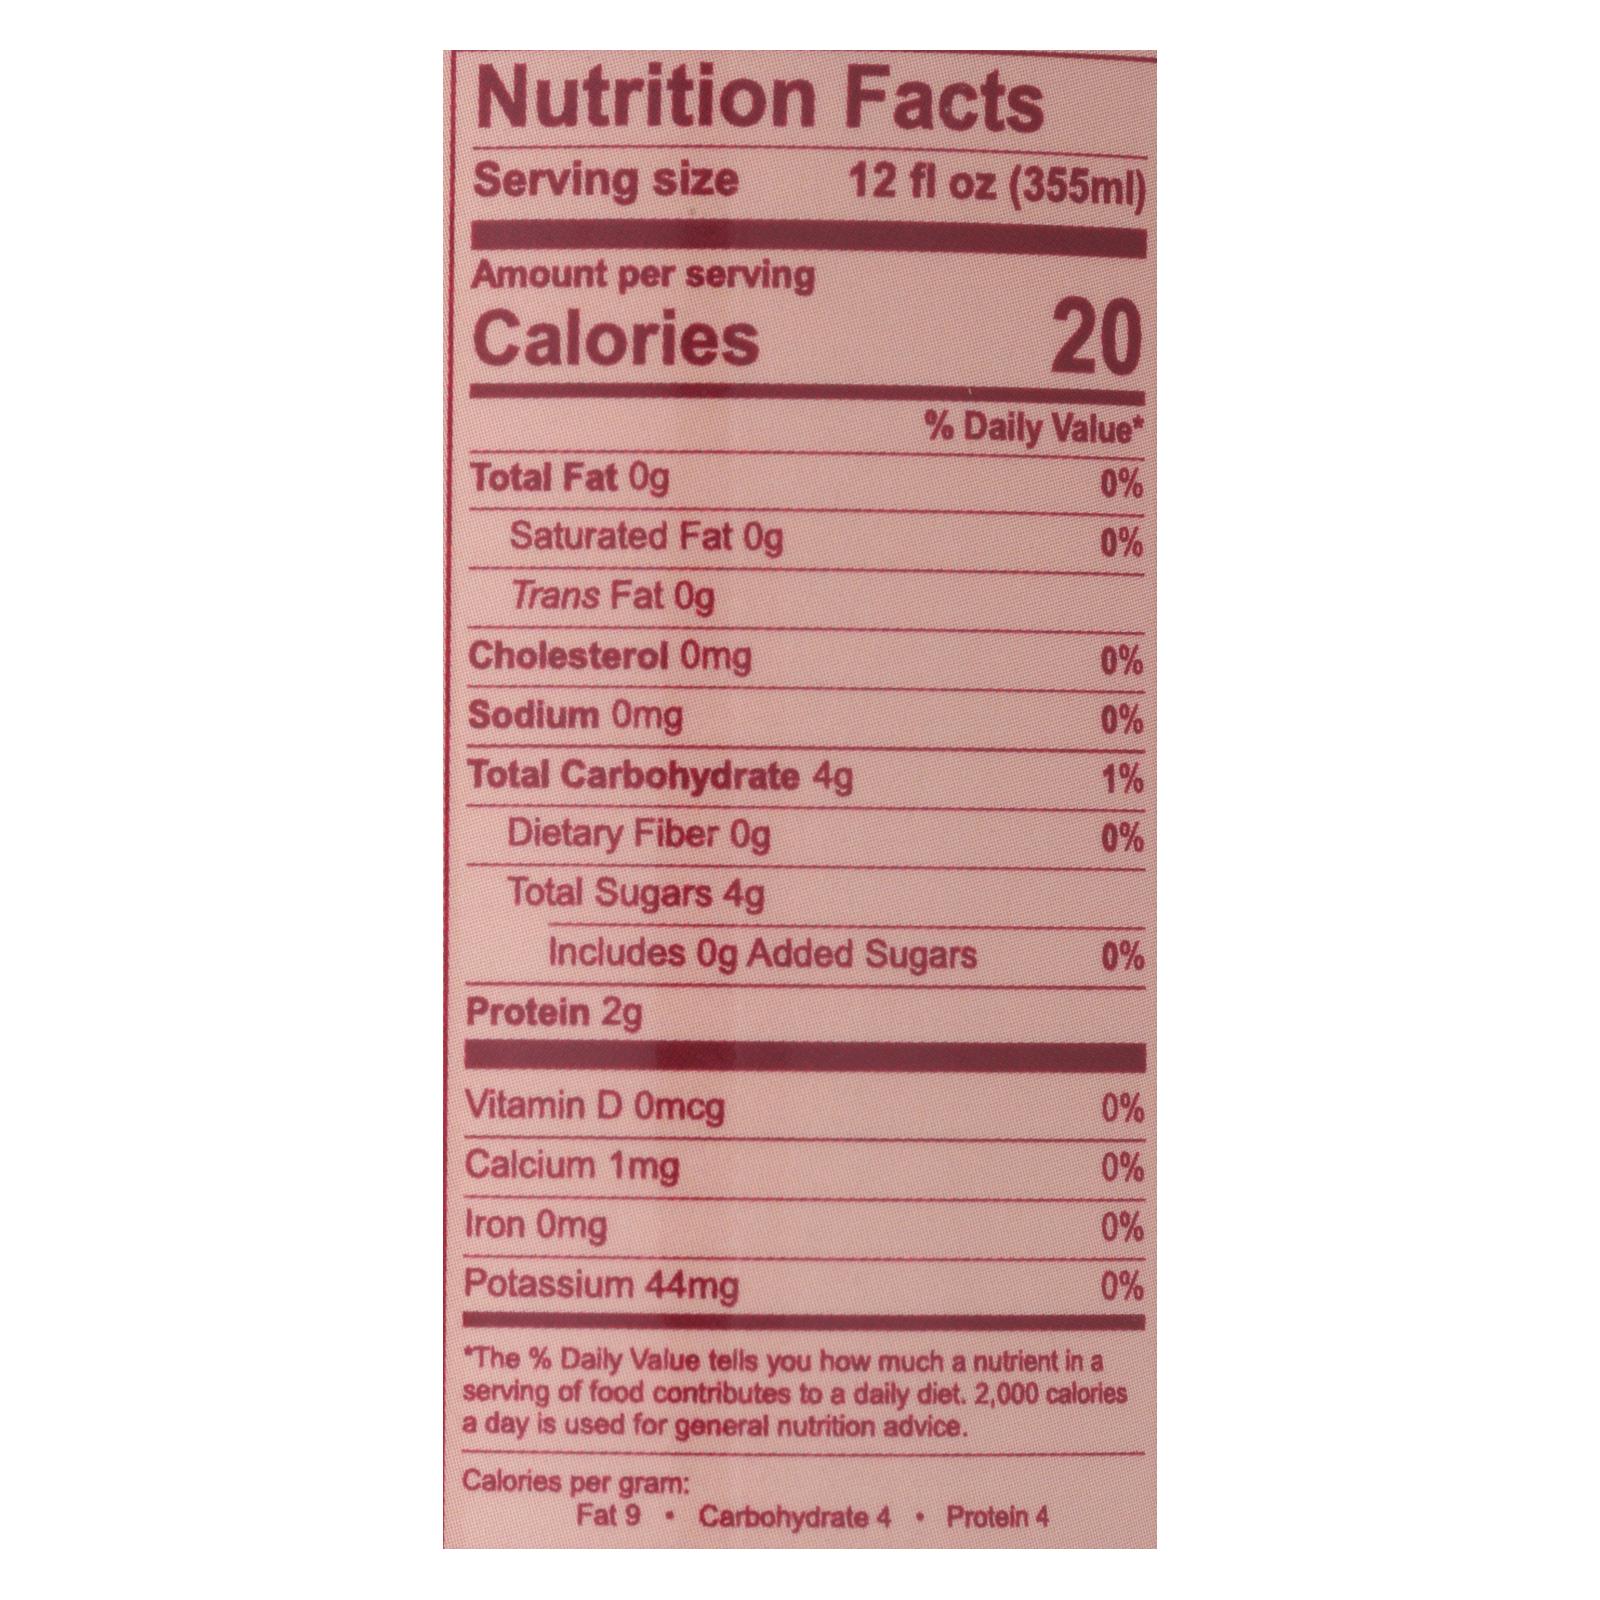 Nutrition Facts
Serving size 12 fl oz (355ml)
Amount per serving
Calories 20
% Daily Value*
Total Fat 0g 0%
Saturated Fat 0g 0%
Trans Fat 0g
Cholesterol 0mg 0%
Sodium 0mg 0%
Total Carbohydrate 4g 1%
Dietary Fiber 0g 0%
Total Sugars 4g
Includes 0g Added Sugars 0%
Protein 2g
Vitamin D 0mcg 0%
Calcium 1mg 0%
Iron 0mg 0%
Potassium 44mg 0%
*The % Daily Value tells you how much a nutrient in a
serving of food contributes to a daily diet. 2,000 calories
a day is used for general nutrition advice.
Calories per gram:
Fat 9 • Carbohydrate 4 • Protein 4